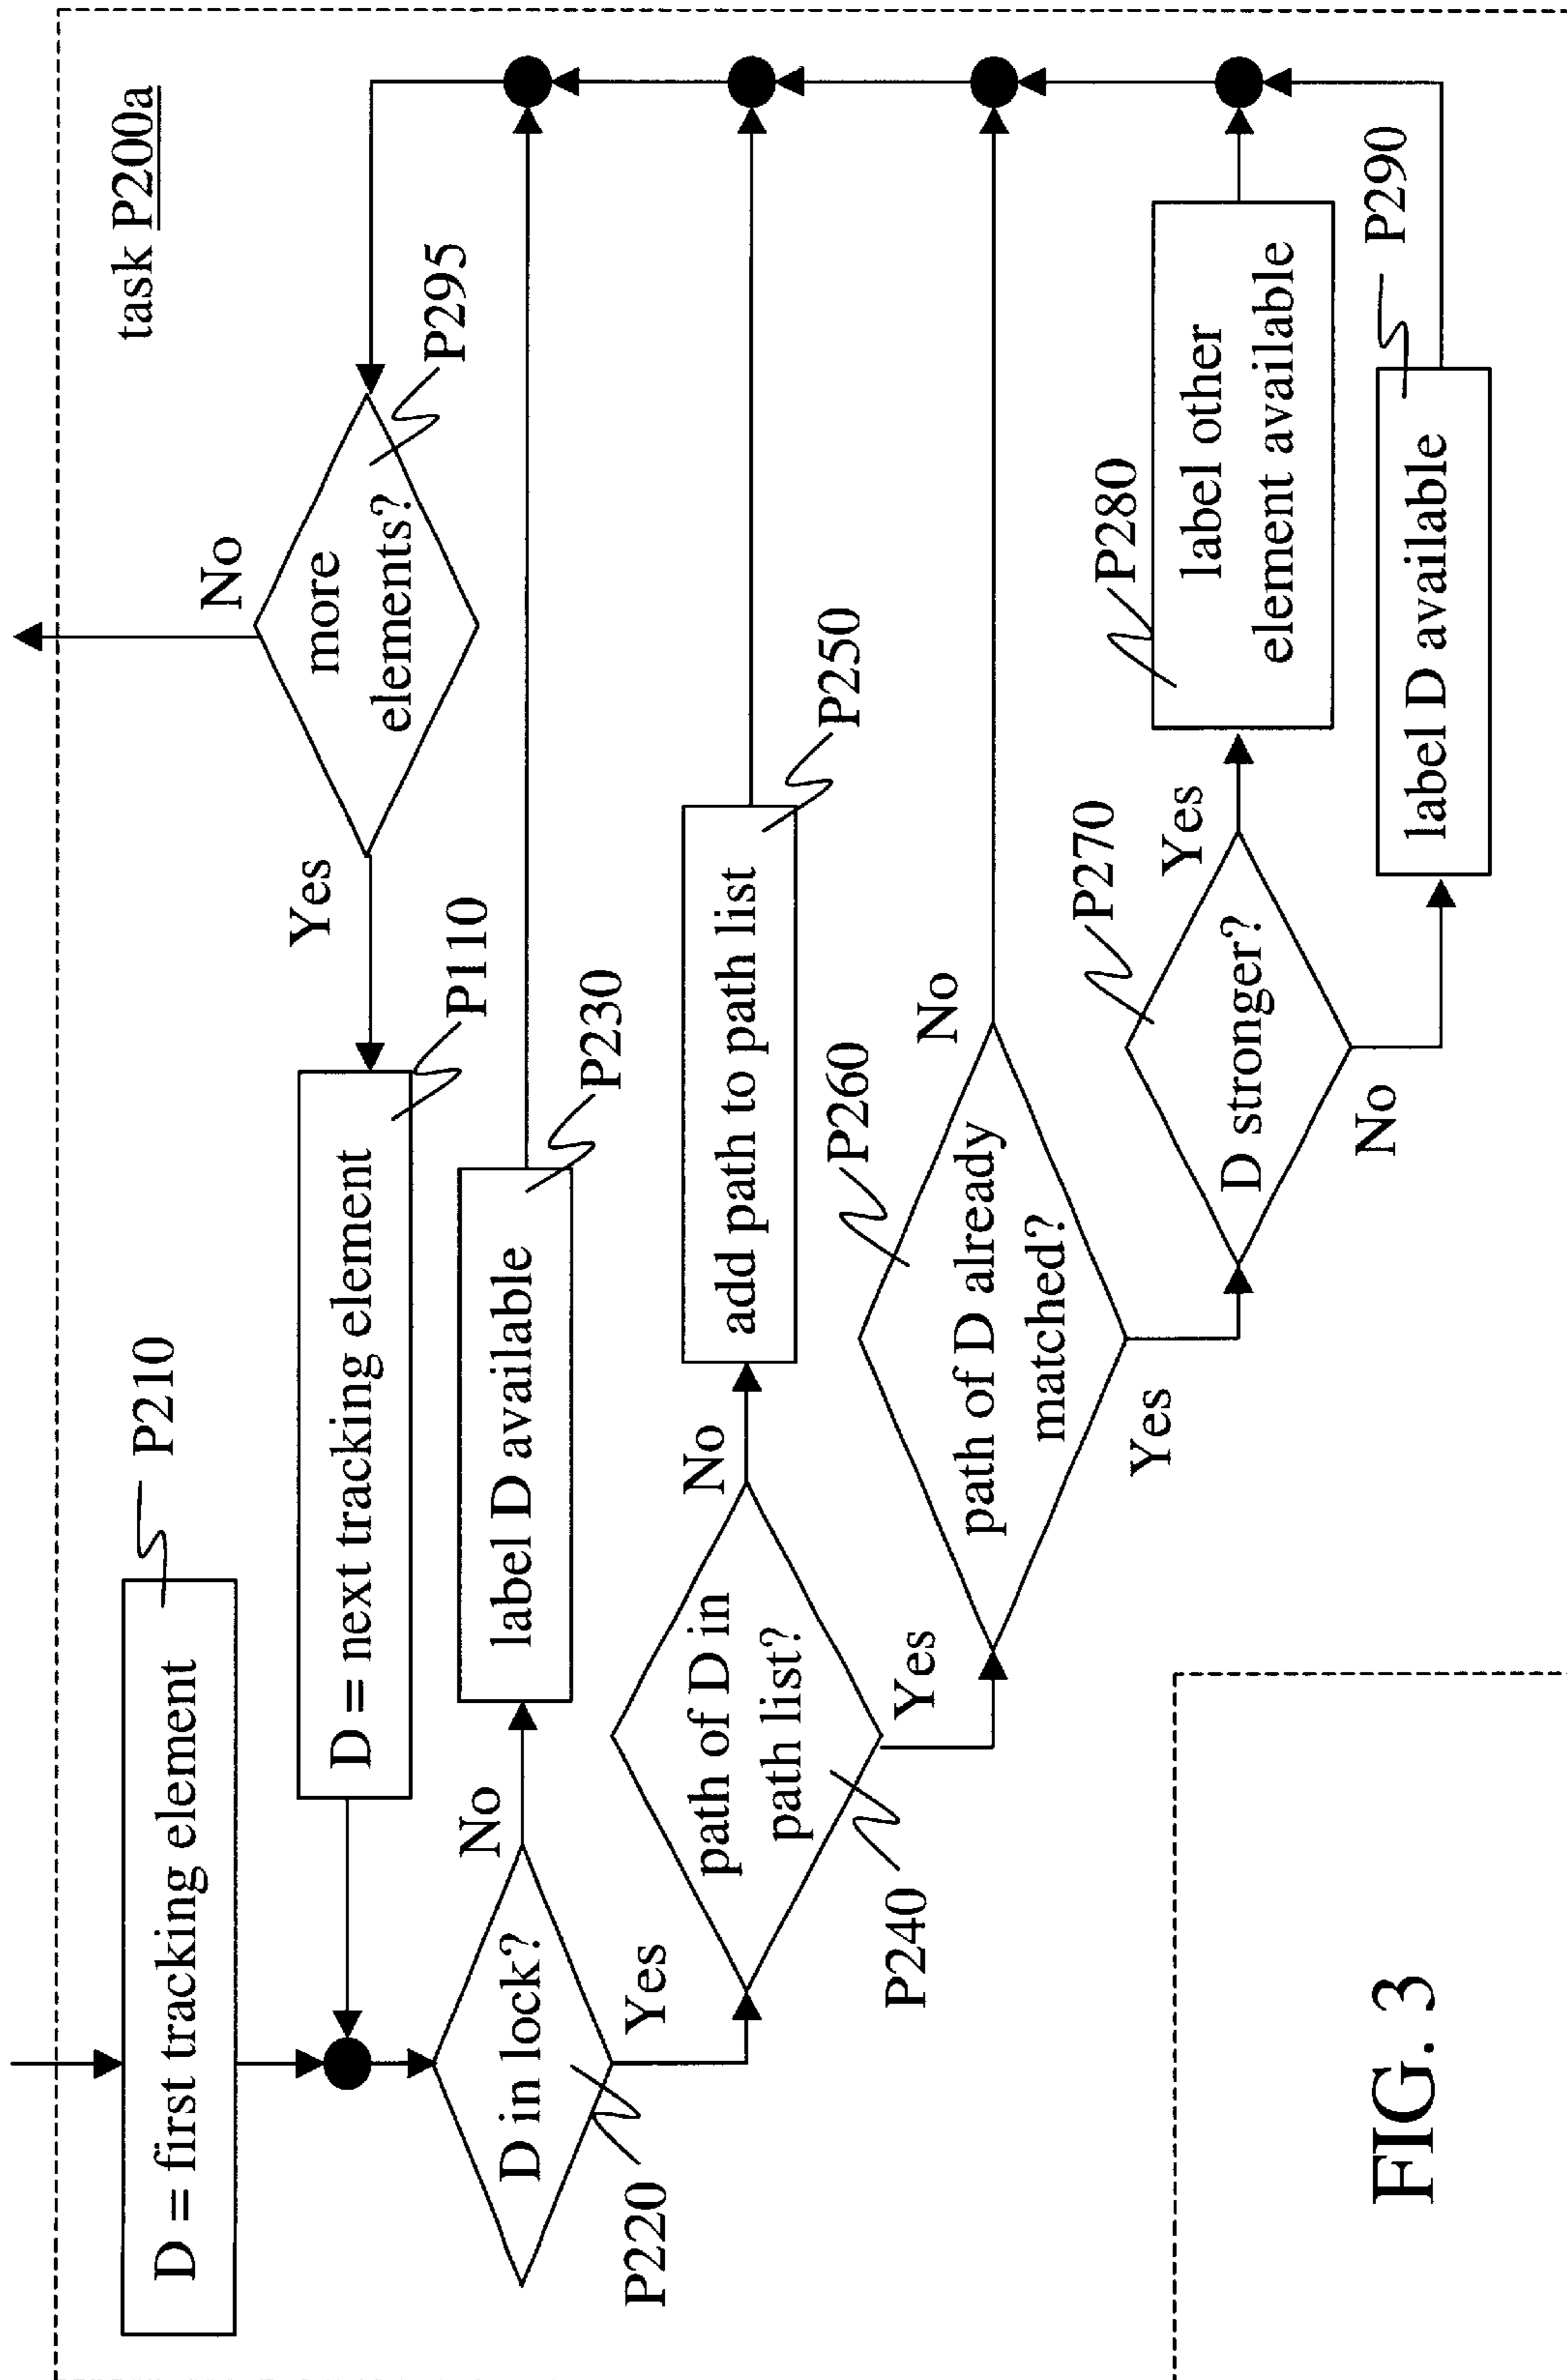 task P200a
D = first tracking element
P210
No
more
elements?
P295
Yes
D = next tracking element
P110
D in lock?
P220
No
label D available
P230
Yes
path of D in
path list?
P240
No
add path to path list
P250
Yes
path of D already
matched?
P260
No
Yes
D stronger?
P270
Yes
label other
element available
P280
No
label D available
P290
FIG. 3